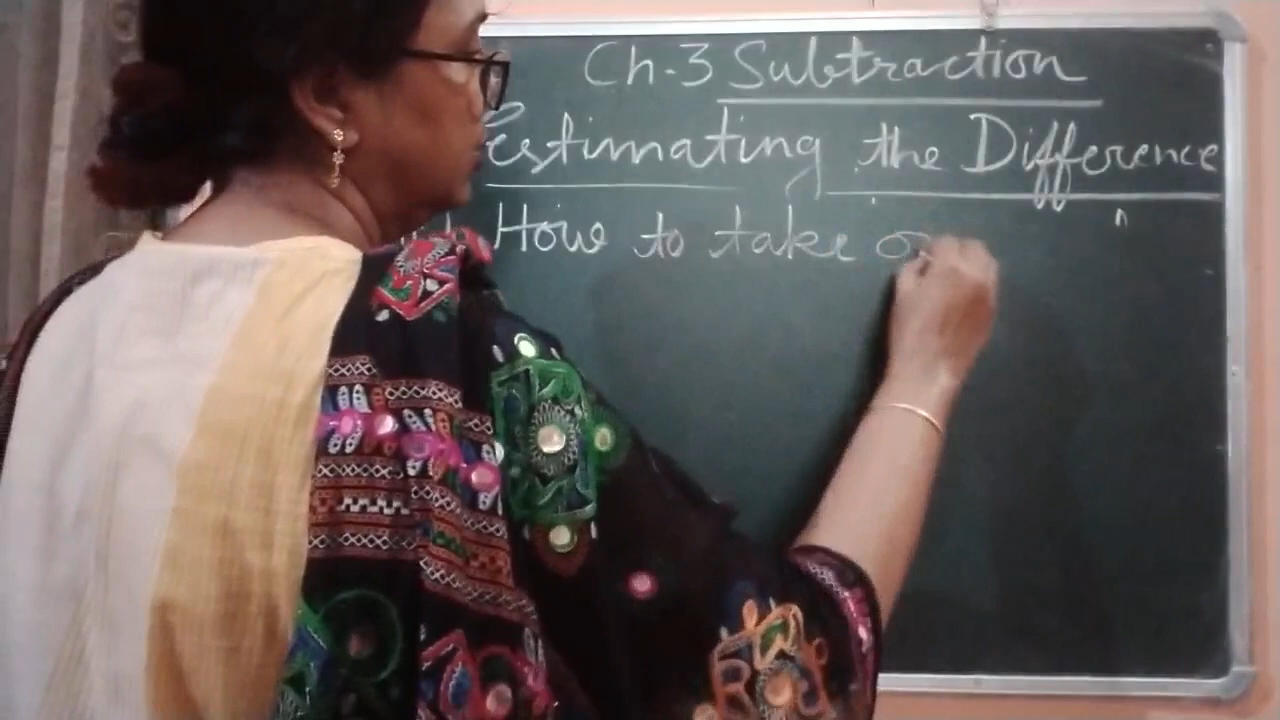 Ch.3 Subtraction
estimating the Difference
How to take